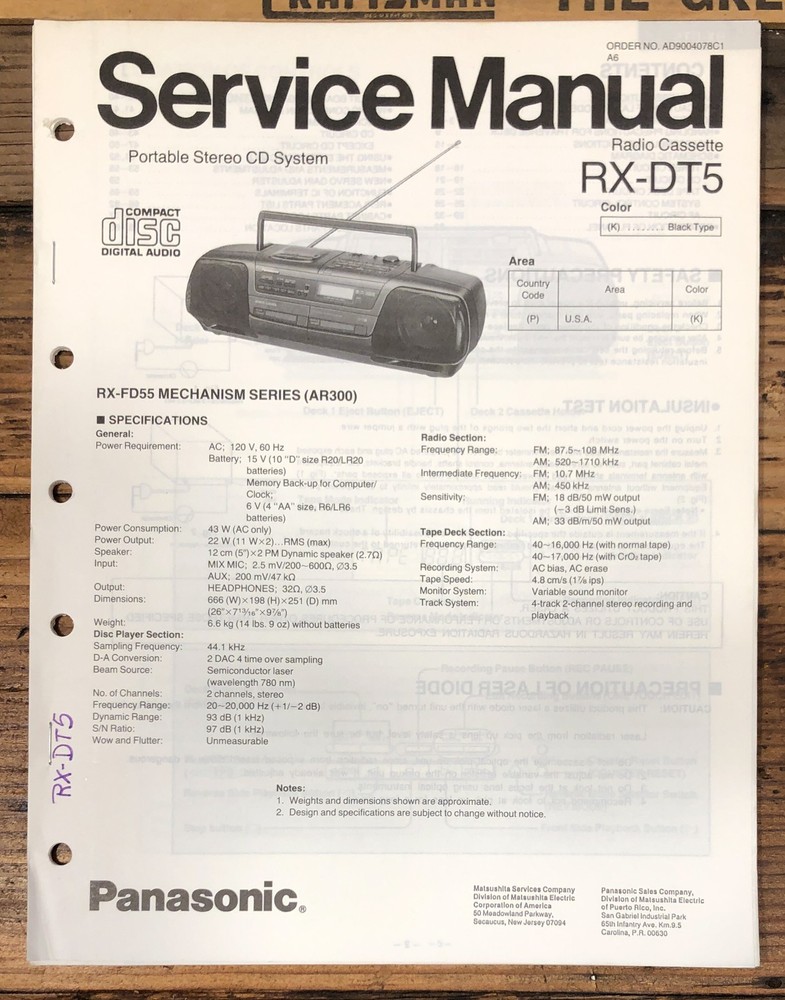 CRAFTSMAN THE GRE
ORDER NO. AD9004078C1
A6
Service Manual
Radio Cassette
Portable Stereo CD System
RX-DT5
Color
(K) Black Type
COMPACT
disc
DIGITAL AUDIO
Area
Country Code Area Color
(P) U.S.A. (K)
RX-FD55 MECHANISM SERIES (AR300)
■ SPECIFICATIONS
General:
Power Requirement: AC; 120 V, 60 Hz
Battery; 15 V (10 "D" size R20/LR20
batteries)
Memory Back-up for Computer/
Clock;
6 V (4 "AA" size, R6/LR6
batteries)
Power Consumption: 43 W (AC only)
Power Output: 22 W (11 W×2)...RMS (max)
Speaker: 12 cm (5")×2 PM Dynamic speaker (2.7Ω)
Input: MIX MIC; 2.5 mV/200~600Ω, ∅3.5
AUX; 200 mV/47 kΩ
Output: HEADPHONES; 32Ω, ∅3.5
Dimensions: 666 (W)×198 (H)×251 (D) mm
(26"×7 13/16"×9 7/8")
Weight: 6.6 kg (14 lbs. 9 oz) without batteries
Disc Player Section:
Sampling Frequency: 44.1 kHz
D-A Conversion: 2 DAC 4 time over sampling
Beam Source: Semiconductor laser
(wavelength 780 nm)
No. of Channels: 2 channels, stereo
Frequency Range: 20~20,000 Hz (+1/−2 dB)
Dynamic Range: 93 dB (1 kHz)
S/N Ratio: 97 dB (1 kHz)
Wow and Flutter: Unmeasurable
Radio Section:
Frequency Range: FM; 87.5~108 MHz
AM; 520~1710 kHz
Intermediate Frequency: FM; 10.7 MHz
AM; 450 kHz
Sensitivity: FM; 18 dB/50 mW output
(−3 dB Limit Sens.)
AM; 33 dB/m/50 mW output
Tape Deck Section:
Frequency Range: 40~16,000 Hz (with normal tape)
40~17,000 Hz (with CrO₂ tape)
Recording System: AC bias, AC erase
Tape Speed: 4.8 cm/s (1⅞ ips)
Monitor System: Variable sound monitor
Track System: 4-track 2-channel stereo recording and
playback
RX-DT5
Notes:
1. Weights and dimensions shown are approximate.
2. Design and specifications are subject to change without notice.
Panasonic®
Matsushita Services Company
Division of Matsushita Electric
Corporation of America
50 Meadowland Parkway,
Secaucus, New Jersey 07094
Panasonic Sales Company,
Division of Matsushita Electric
of Puerto Rico, Inc.
San Gabriel Industrial Park
65th Infantry Ave. Km.9.5
Carolina, P.R. 00630